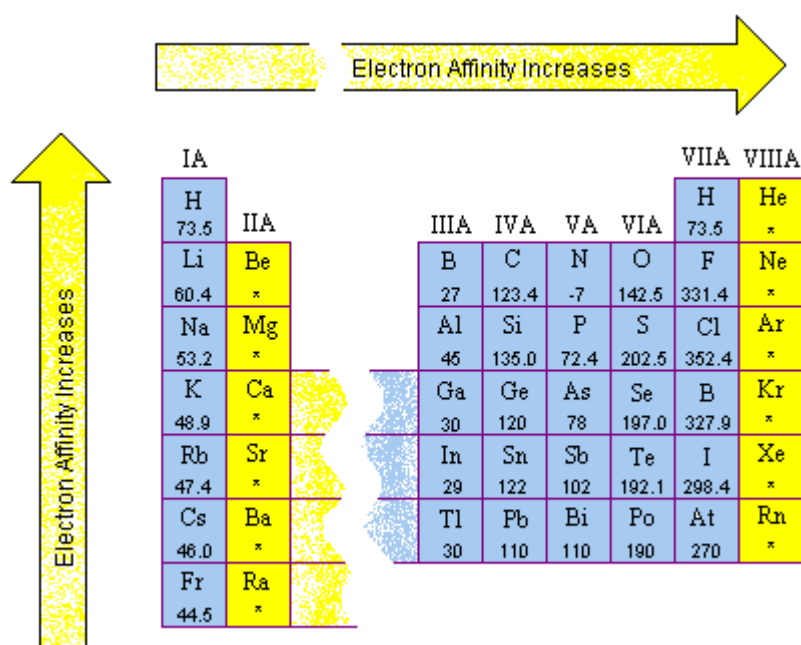 Electron Affinity Increases
Electron Affinity Increases
IA VIIA VIIIA
H H He
73.5 IIA IIIA IVA VA VIA 73.5 *
Li Be B C N O F Ne
60.4 * 27 123.4 -7 142.5 331.4 *
Na Mg Al Si P S Cl Ar
53.2 * 45 135.0 72.4 202.5 352.4 *
K Ca Ga Ge As Se B Kr
48.9 * 30 120 78 197.0 327.9 *
Rb Sr In Sn Sb Te I Xe
47.4 * 29 122 102 192.1 298.4 *
Cs Ba Tl Pb Bi Po At Rn
46.0 * 30 110 110 190 270 *
Fr Ra
44.5 *